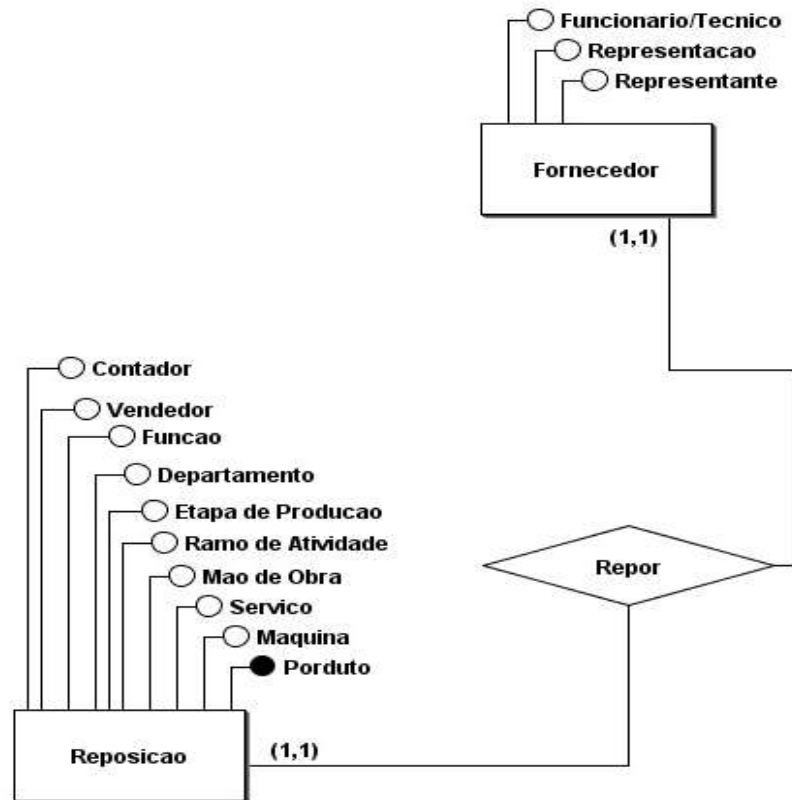 Funcionario/Tecnico
Representacao
Representante
Fornecedor
(1,1)
Contador
Vendedor
Funcao
Departamento
Etapa de Producao
Ramo de Atividade
Repor
Mao de Obra
Servico
Maquina
Porduto
Reposicao
(1,1)